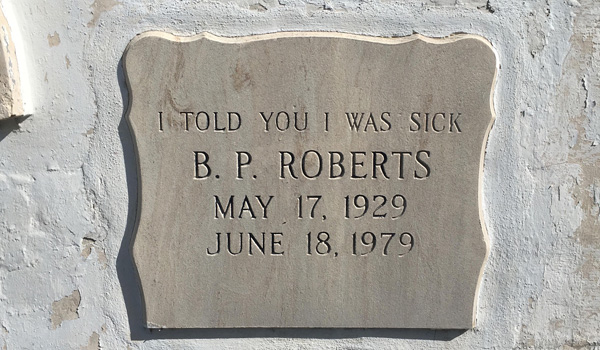 I TOLD YOU I WAS SICK
B. P. ROBERTS
MAY 17, 1929
JUNE 18, 1979